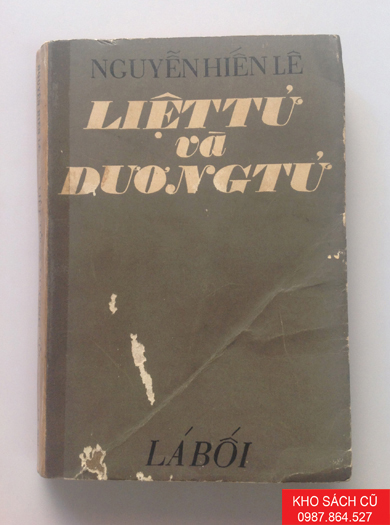 NGUYỄN HIẾN LÊ
LIỆT TỬ
và
DƯƠNG TỬ
LÁ BỐI
KHO SÁCH CŨ
0987.864.527